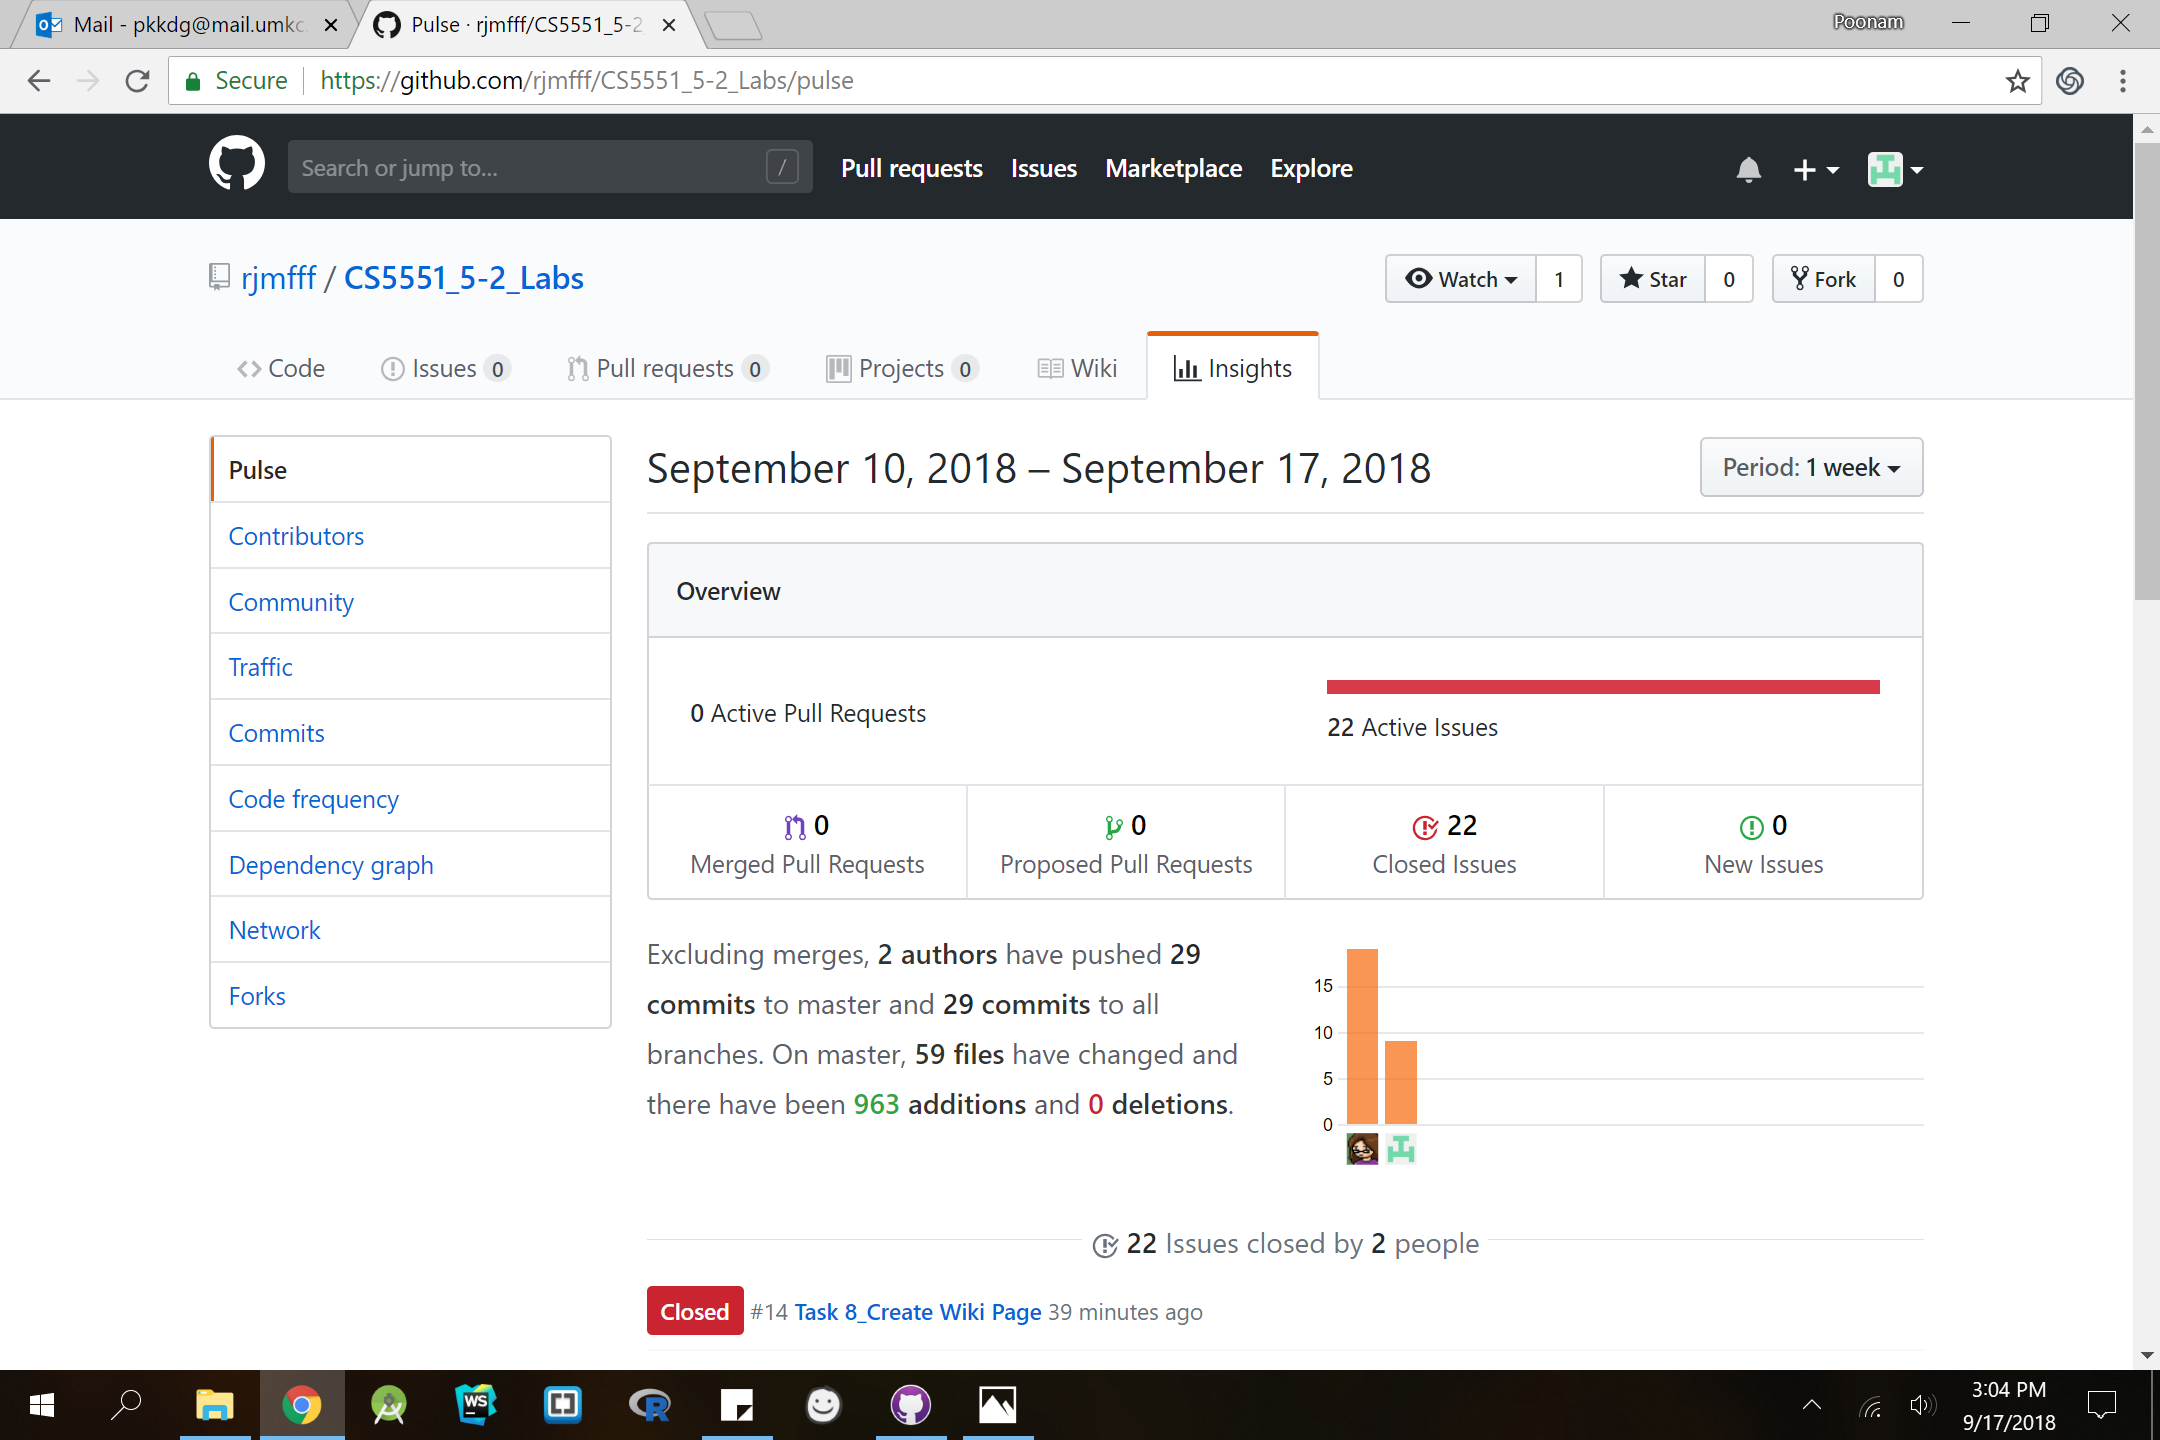 Mail - pkkdg@mail.umkc.
Pulse · rjmfff/CS5551_5-2
Poonam
Secure
https://github.com/rjmfff/CS5551_5-2_Labs/pulse
Search or jump to...
/
Pull requests
Issues
Marketplace
Explore
rjmfff / CS5551_5-2_Labs
Watch 1
Star 0
Fork 0
Code
Issues 0
Pull requests 0
Projects 0
Wiki
Insights
Pulse
Contributors
Community
Traffic
Commits
Code frequency
Dependency graph
Network
Forks
September 10, 2018 – September 17, 2018
Period: 1 week
Overview
0 Active Pull Requests
22 Active Issues
0
Merged Pull Requests
0
Proposed Pull Requests
22
Closed Issues
0
New Issues
Excluding merges, 2 authors have pushed 29
commits to master and 29 commits to all
branches. On master, 59 files have changed and
there have been 963 additions and 0 deletions.
15
10
5
0
22 Issues closed by 2 people
Closed #14 Task 8_Create Wiki Page 39 minutes ago
WS
R
3:04 PM
9/17/2018